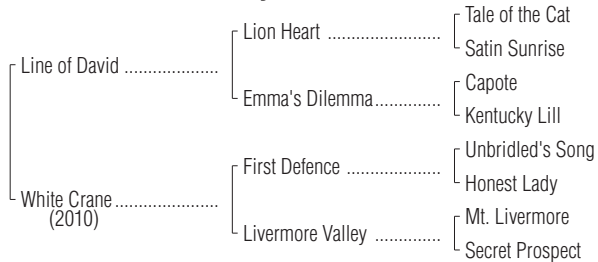 Tale of the Cat
Lion Heart ........................
Satin Sunrise
Line of David ....................
Capote
Emma's Dilemma..............
Kentucky Lill
Unbridled's Song
First Defence ....................
Honest Lady
White Crane ......................
(2010)
Mt. Livermore
Livermore Valley ..............
Secret Prospect